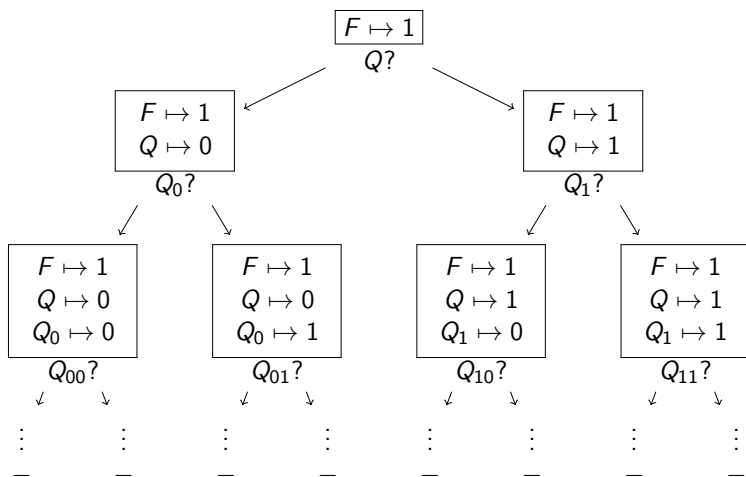 F ↦ 1
Q?
F ↦ 1
Q ↦ 0
Q₀?
F ↦ 1
Q ↦ 1
Q₁?
F ↦ 1
Q ↦ 0
Q₀ ↦ 0
Q₀₀?
F ↦ 1
Q ↦ 0
Q₀ ↦ 1
Q₀₁?
F ↦ 1
Q ↦ 1
Q₁ ↦ 0
Q₁₀?
F ↦ 1
Q ↦ 1
Q₁ ↦ 1
Q₁₁?
⋮ ⋮ ⋮ ⋮ ⋮ ⋮ ⋮ ⋮